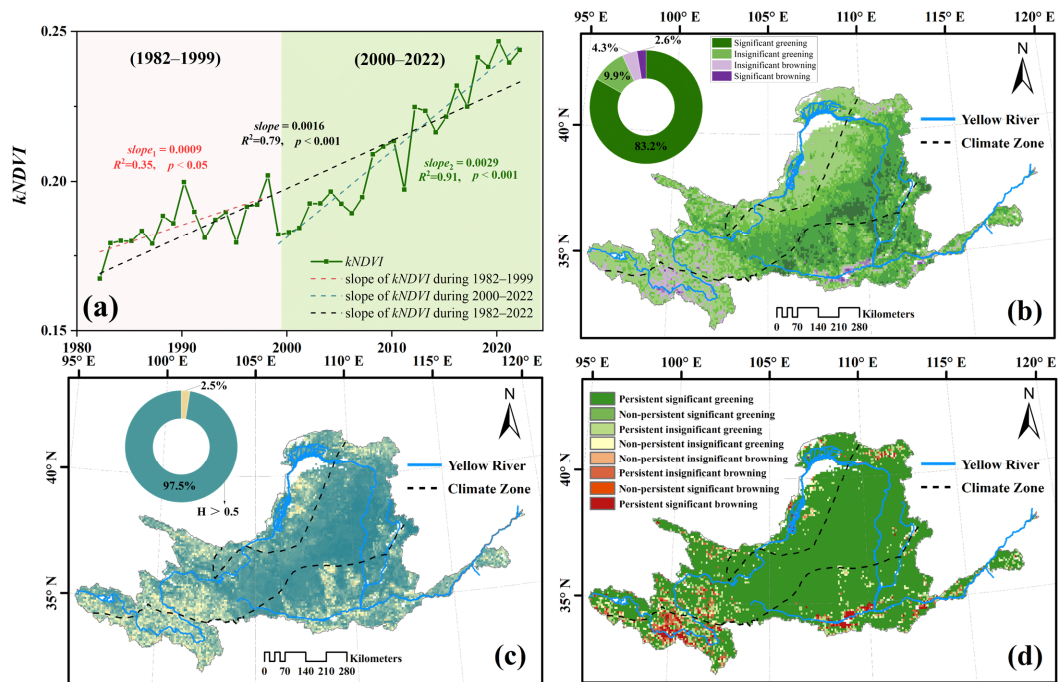 0.25
0.20
0.15
kNDVI
1980
1990
2000
2010
2020
(1982–1999)
(2000–2022)
slope = 0.0016
R²=0.79, p < 0.001
slope₁ = 0.0009
R²=0.35, p < 0.05
slope₂ = 0.0029
R²=0.91, p < 0.001
kNDVI
slope of kNDVI during 1982–1999
slope of kNDVI during 2000–2022
slope of kNDVI during 1982–2022
(a)
95° E
100° E
105° E
110° E
115° E
120° E
40° N
35° N
4.3%
2.6%
9.9%
83.2%
Significant greening
Insignificant greening
Insignificant browning
Significant browning
N
Yellow River
Climate Zone
Kilometers
0 70 140 210 280
(b)
95° E
100° E
105° E
110° E
115° E
120° E
40° N
35° N
2.5%
97.5%
H > 0.5
N
Yellow River
Climate Zone
Kilometers
0 70 140 210 280
(c)
95° E
100° E
105° E
110° E
115° E
120° E
40° N
35° N
Persistent significant greening
Non-persistent significant greening
Persistent insignificant greening
Non-persistent insignificant greening
Non-persistent insignificant browning
Persistent insignificant browning
Non-persistent significant browning
Persistent significant browning
N
Yellow River
Climate Zone
(d)